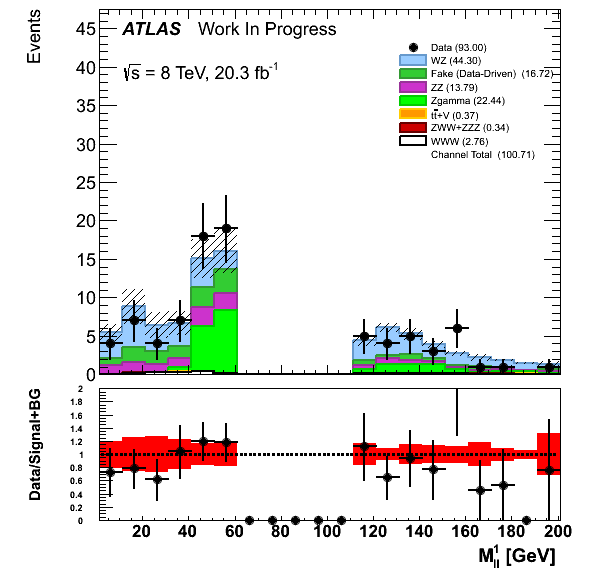 Events
ATLAS Work In Progress
√s = 8 TeV, 20.3 fb⁻¹
Data (93.00)
WZ (44.30)
Fake (Data-Driven) (16.72)
ZZ (13.79)
Zgamma (22.44)
tt̄+V (0.37)
ZWW+ZZZ (0.34)
WWW (2.76)
Channel Total (100.71)
45
40
35
30
25
20
15
10
5
0
Data/Signal+BG
2
1.8
1.6
1.4
1.2
1
0.8
0.6
0.4
0.2
0
20 40 60 80 100 120 140 160 180 200
M¹ll [GeV]